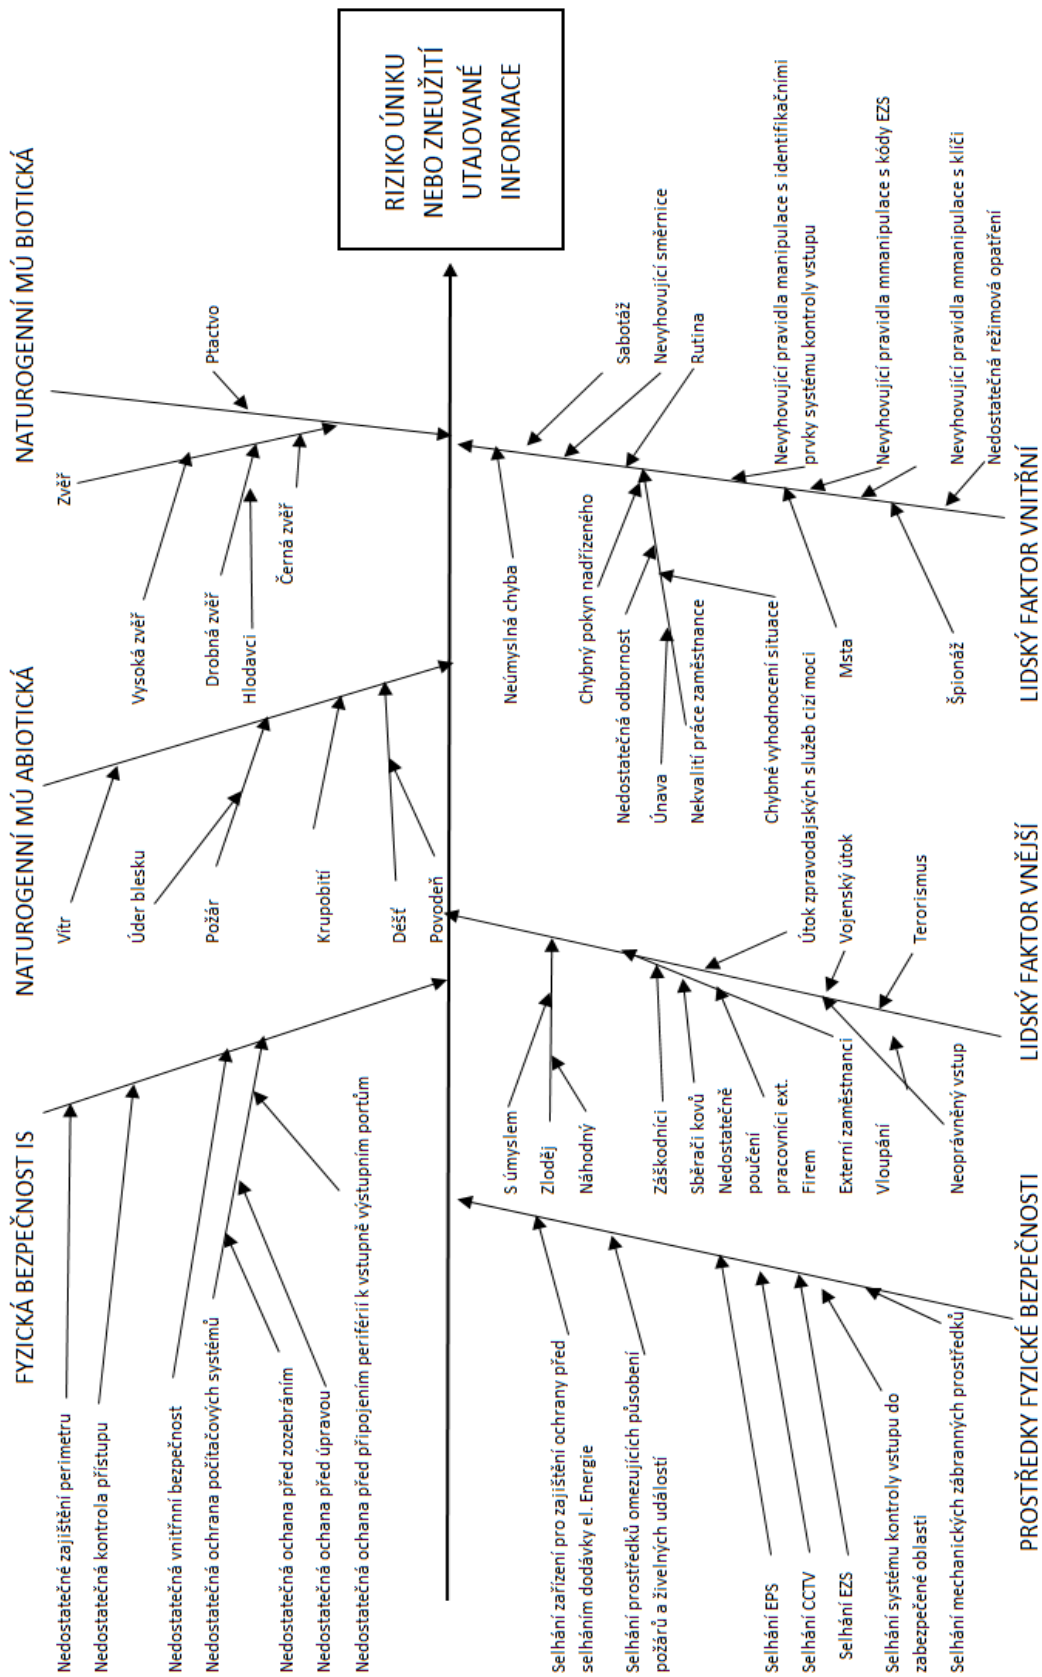 FYZICKÁ BEZPEČNOST IS
NATUROGENNÍ MÚ ABIOTICKÁ
NATUROGENNÍ MÚ BIOTICKÁ
Nedostatečné zajištění perimetru
Nedostatečná kontrola přístupu
Nedostatečná vnitřnní bezpečnost
Nedostatečná ochrana počítačových systémů
Nedostatečná ochana před zozebráním
Nedostatečná ochana před úpravou
Nedostatečná ochana před připojením periférií k vstupně výstupním portům
Vítr
Úder blesku
Požár
Krupobití
Déšť
Povodeň
Zvěř
Vysoká zvěř
Drobná zvěř
Hlodavci
Černá zvěř
Ptactvo
RIZIKO ÚNIKU
NEBO ZNEUŽITÍ
UTAJOVANÉ
INFORMACE
Selhání zařízení pro zajištění ochrany před
selháním dodávky el. Energie
Selhání prostředků omezujících působení
požárů a živelných událostí
Selhání EPS
Selhání CCTV
Selhání EZS
Selhání systému kontroly vstupu do
zabezpečené oblasti
Selhání mechanických zábranných prostředků
S úmyslem
Zloděj
Náhodný
Záškodníci
Sběrači kovů
Nedostatečně
poučení
pracovníci ext.
Firem
Externí zaměstnanci
Vloupání
Neoprávněný vstup
Útok zpravodajských služeb cizí moci
Vojenský útok
Terorismus
Neúmyslná chyba
Chybný pokyn nadřízeného
Nedostatečná odbornost
Únava
Nekvalití práce zaměstnance
Chybné vyhodnocení situace
Msta
Špionáž
Sabotáž
Nevyhovující směrnice
Rutina
Nevyhovující pravidla manipulace s identifikačními
prvky systému kontroly vstupu
Nevyhovující pravidla mmanipulace s kódy EZS
Nevyhovující pravidla mmanipulace s klíči
Nedostatečná režimová opatření
PROSTŘEDKY FYZICKÉ BEZPEČNOSTI
LIDSKÝ FAKTOR VNĚJŠÍ
LIDSKÝ FAKTOR VNITŘNÍ